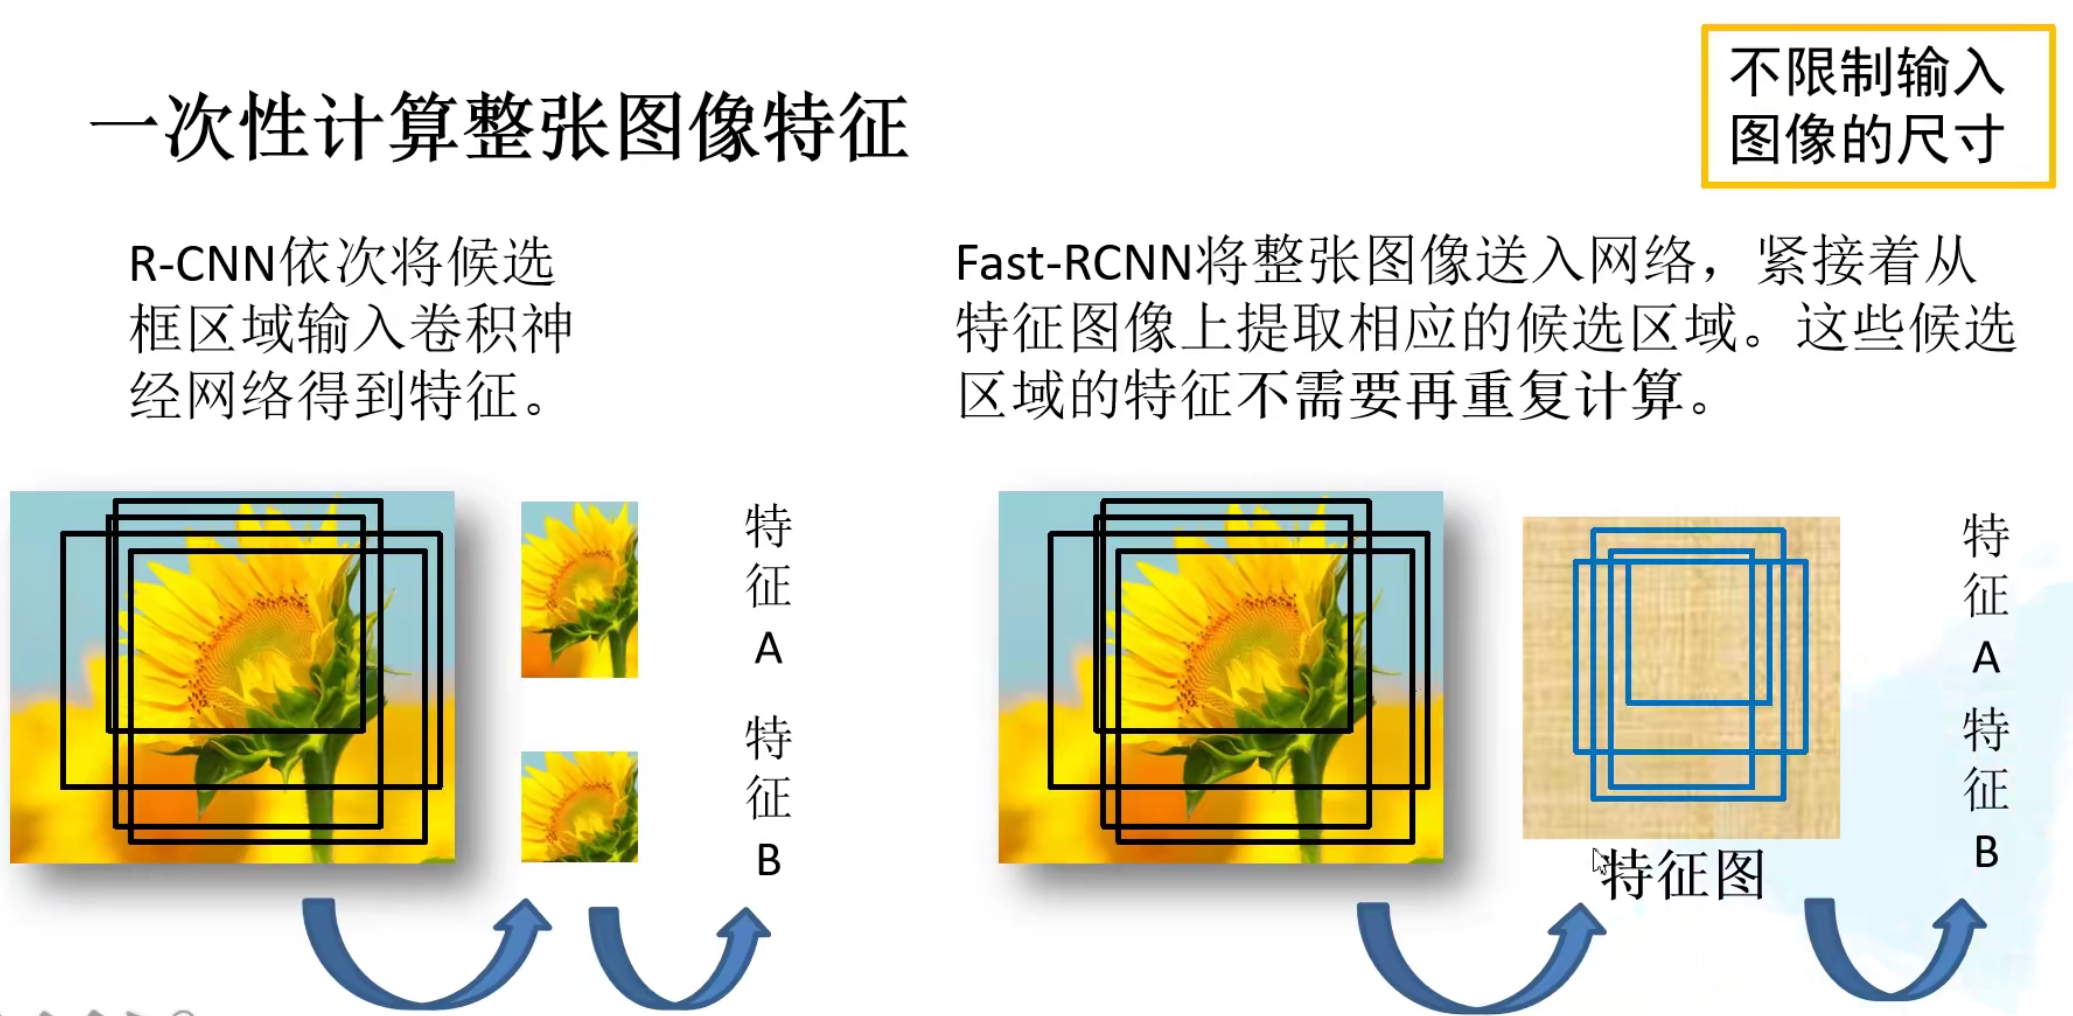 一次性计算整张图像特征
不限制输入
图像的尺寸
R-CNN依次将候选
框区域输入卷积神
经网络得到特征。
Fast-RCNN将整张图像送入网络，紧接着从
特征图像上提取相应的候选区域。这些候选
区域的特征不需要再重复计算。
特
征
A
特
征
B
特征图
特
征
A
特
征
B